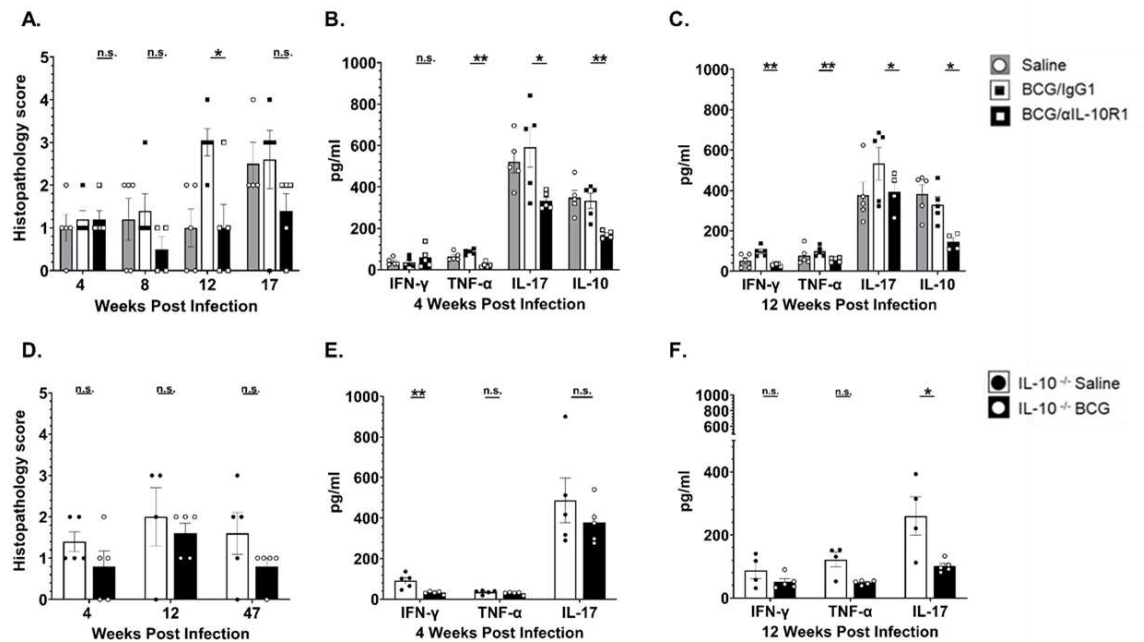 A.
Histopathology score
5
4
3
2
1
0
n.s.
n.s.
*
n.s.
4 8 12 17
Weeks Post Infection
B.
pg/ml
1000
800
600
400
200
0
n.s.
**
*
**
IFN-γ TNF-α IL-17 IL-10
4 Weeks Post Infection
C.
pg/ml
1000
800
600
400
200
0
**
**
*
*
IFN-γ TNF-α IL-17 IL-10
12 Weeks Post Infection
Saline
BCG/IgG1
BCG/αIL-10R1
D.
Histopathology score
5
4
3
2
1
0
n.s.
n.s.
n.s.
4 12 47
Weeks Post Infection
E.
pg/ml
1000
800
600
400
200
0
**
n.s.
n.s.
IFN-γ TNF-α IL-17
4 Weeks Post Infection
F.
pg/ml
1000
1000
800
600
400
200
0
n.s.
n.s.
*
IFN-γ TNF-α IL-17
12 Weeks Post Infection
IL-10 -/- Saline
IL-10 -/- BCG